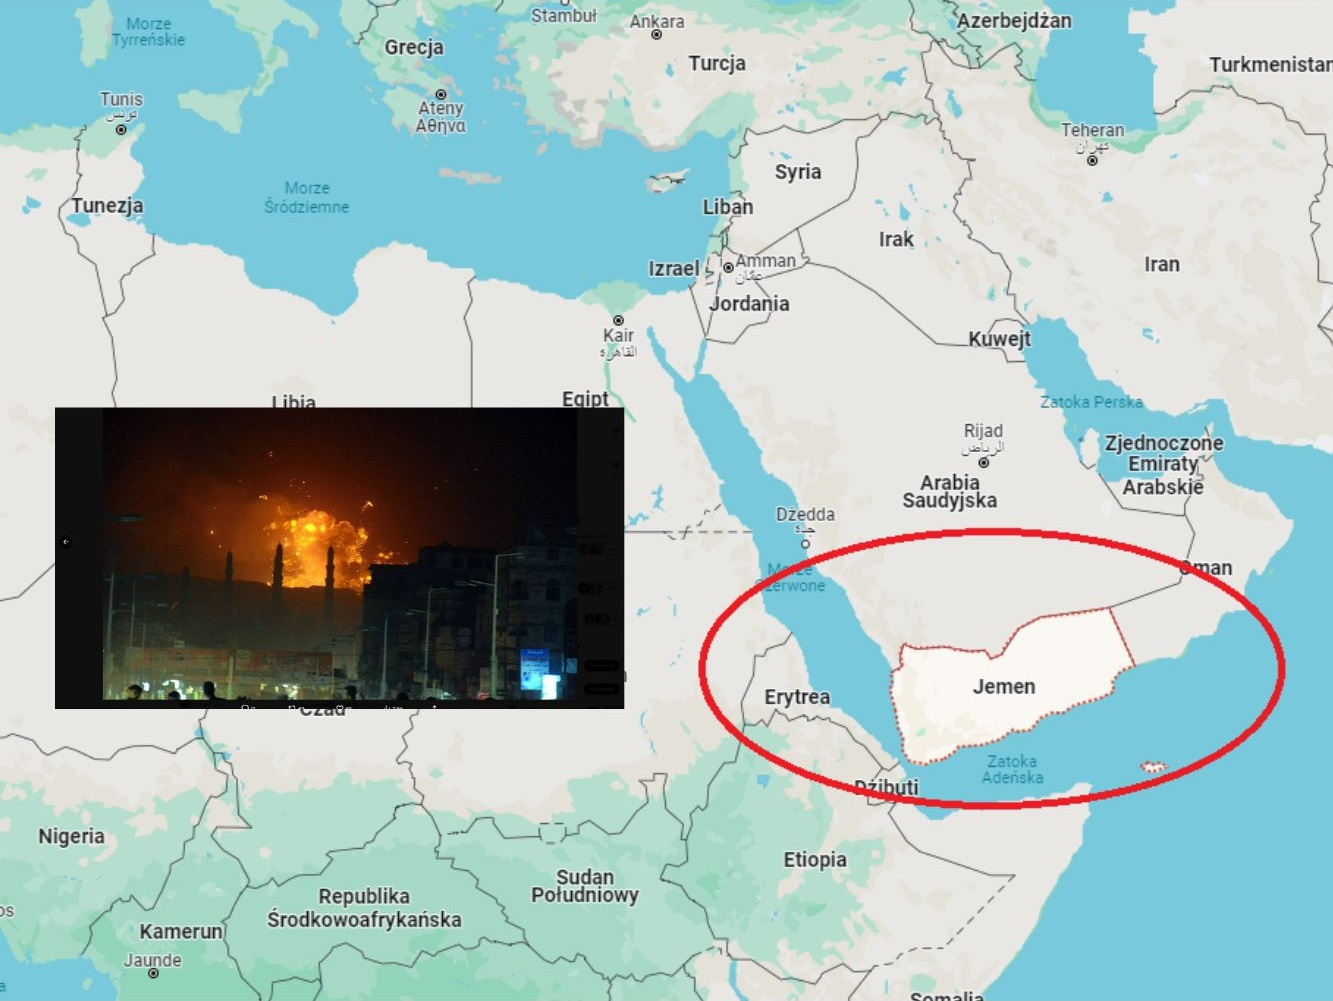 Morze
Tyrreńskie
Stambuł
Ankara
Azerbejdżan
Grecja
Turcja
Turkmenistan
Tunis
تونس
Ateny
Αθήνα
Teheran
تهران
Syria
Morze
Śródziemne
Tunezja
Liban
Irak
Izrael
Amman
عمّان
Iran
Jordania
Kair
القاهرة
Kuwejt
Libia
Egipt
Zatoka Perska
Rijad
الرياض
Zjednoczone
Emiraty
Arabskie
Arabia
Saudyjska
Dżedda
جدة
Morze
Czerwone
Oman
Jemen
Erytrea
Czad
Zatoka
Adeńska
Dżibuti
Nigeria
Etiopia
Sudan
Południowy
Republika
Środkowoafrykańska
Kamerun
Jaunde
Somalia